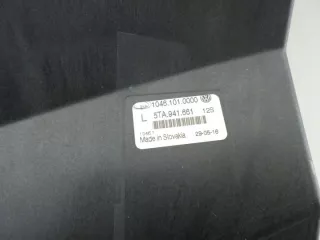 1046.101.0000
L 5TA.941.661 12S
Made in Slovakia 29-05-16